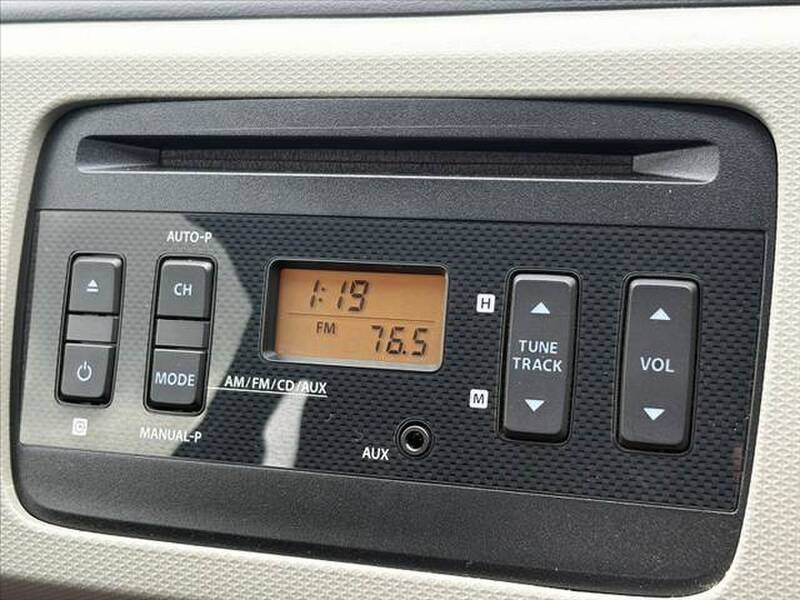 AUTO-P
CH
MODE
AM/FM/CD/AUX
MANUAL-P
1:19
FM
76.5
AUX
H
TUNE
TRACK
M
VOL